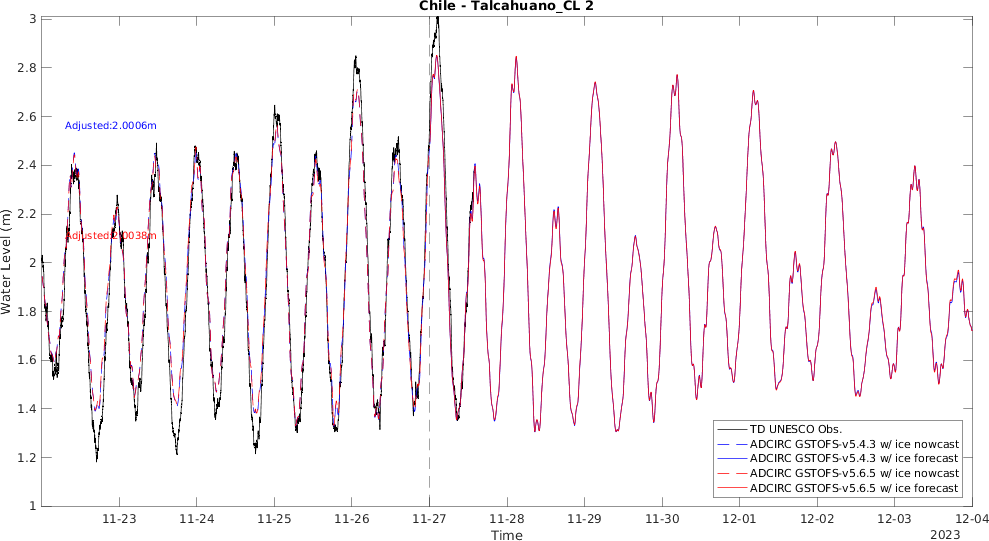 Chile - Talcahuano_CL 2
Water Level (m)
3
2.8
2.6
2.4
2.2
2
1.8
1.6
1.4
1.2
1
Adjusted:2.0006m
Adjusted:2.0038m
TD UNESCO Obs.
ADCIRC GSTOFS-v5.4.3 w/ ice nowcast
ADCIRC GSTOFS-v5.4.3 w/ ice forecast
ADCIRC GSTOFS-v5.6.5 w/ ice nowcast
ADCIRC GSTOFS-v5.6.5 w/ ice forecast
11-23 11-24 11-25 11-26 11-27 11-28 11-29 11-30 12-01 12-02 12-03 12-04
Time
2023